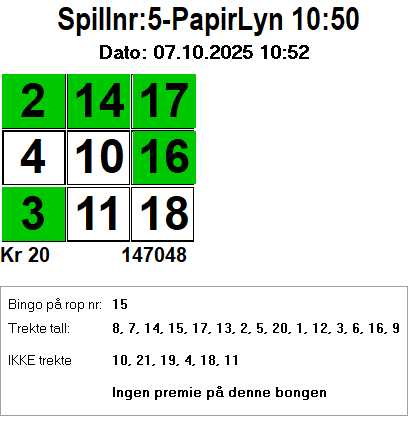 Spillnr:5-PapirLyn 10:50
Dato: 07.10.2025 10:52
2 14 17
4 10 16
3 11 18
Kr 20 147048
Bingo på rop nr: 15
Trekte tall: 8, 7, 14, 15, 17, 13, 2, 5, 20, 1, 12, 3, 6, 16, 9
IKKE trekte 10, 21, 19, 4, 18, 11
Ingen premie på denne bongen